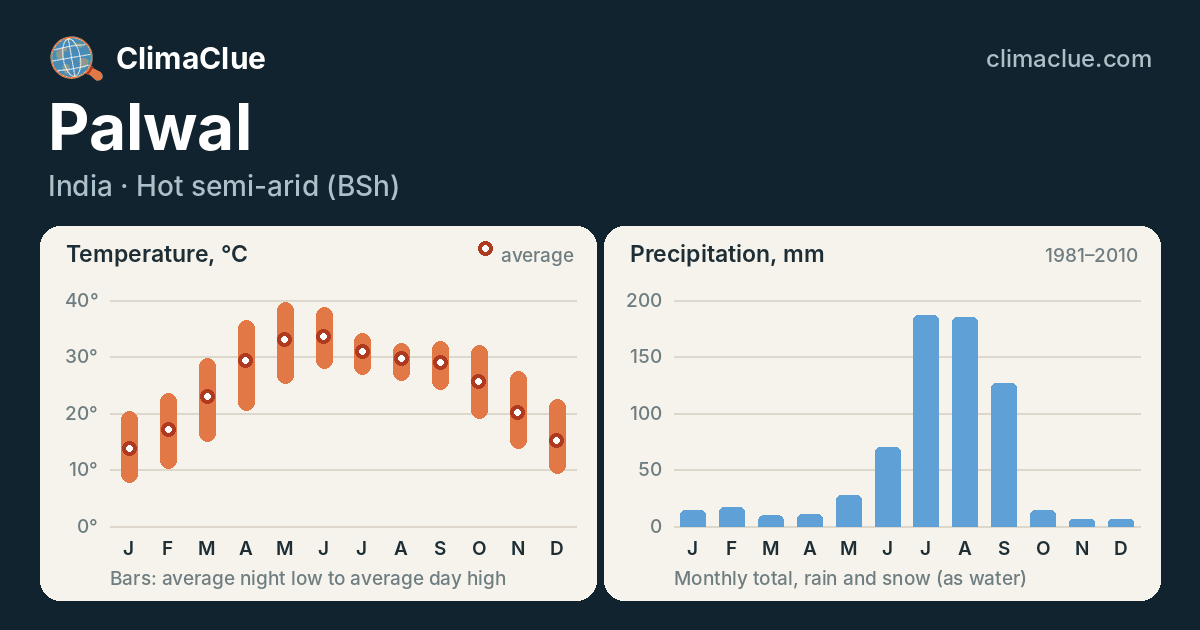 ClimaClue
climaclue.com
Palwal
India · Hot semi-arid (BSh)
Temperature, °C
average
40°
30°
20°
10°
0°
J F M A M J J A S O N D
Bars: average night low to average day high
Precipitation, mm
1981–2010
200
150
100
50
0
J F M A M J J A S O N D
Monthly total, rain and snow (as water)